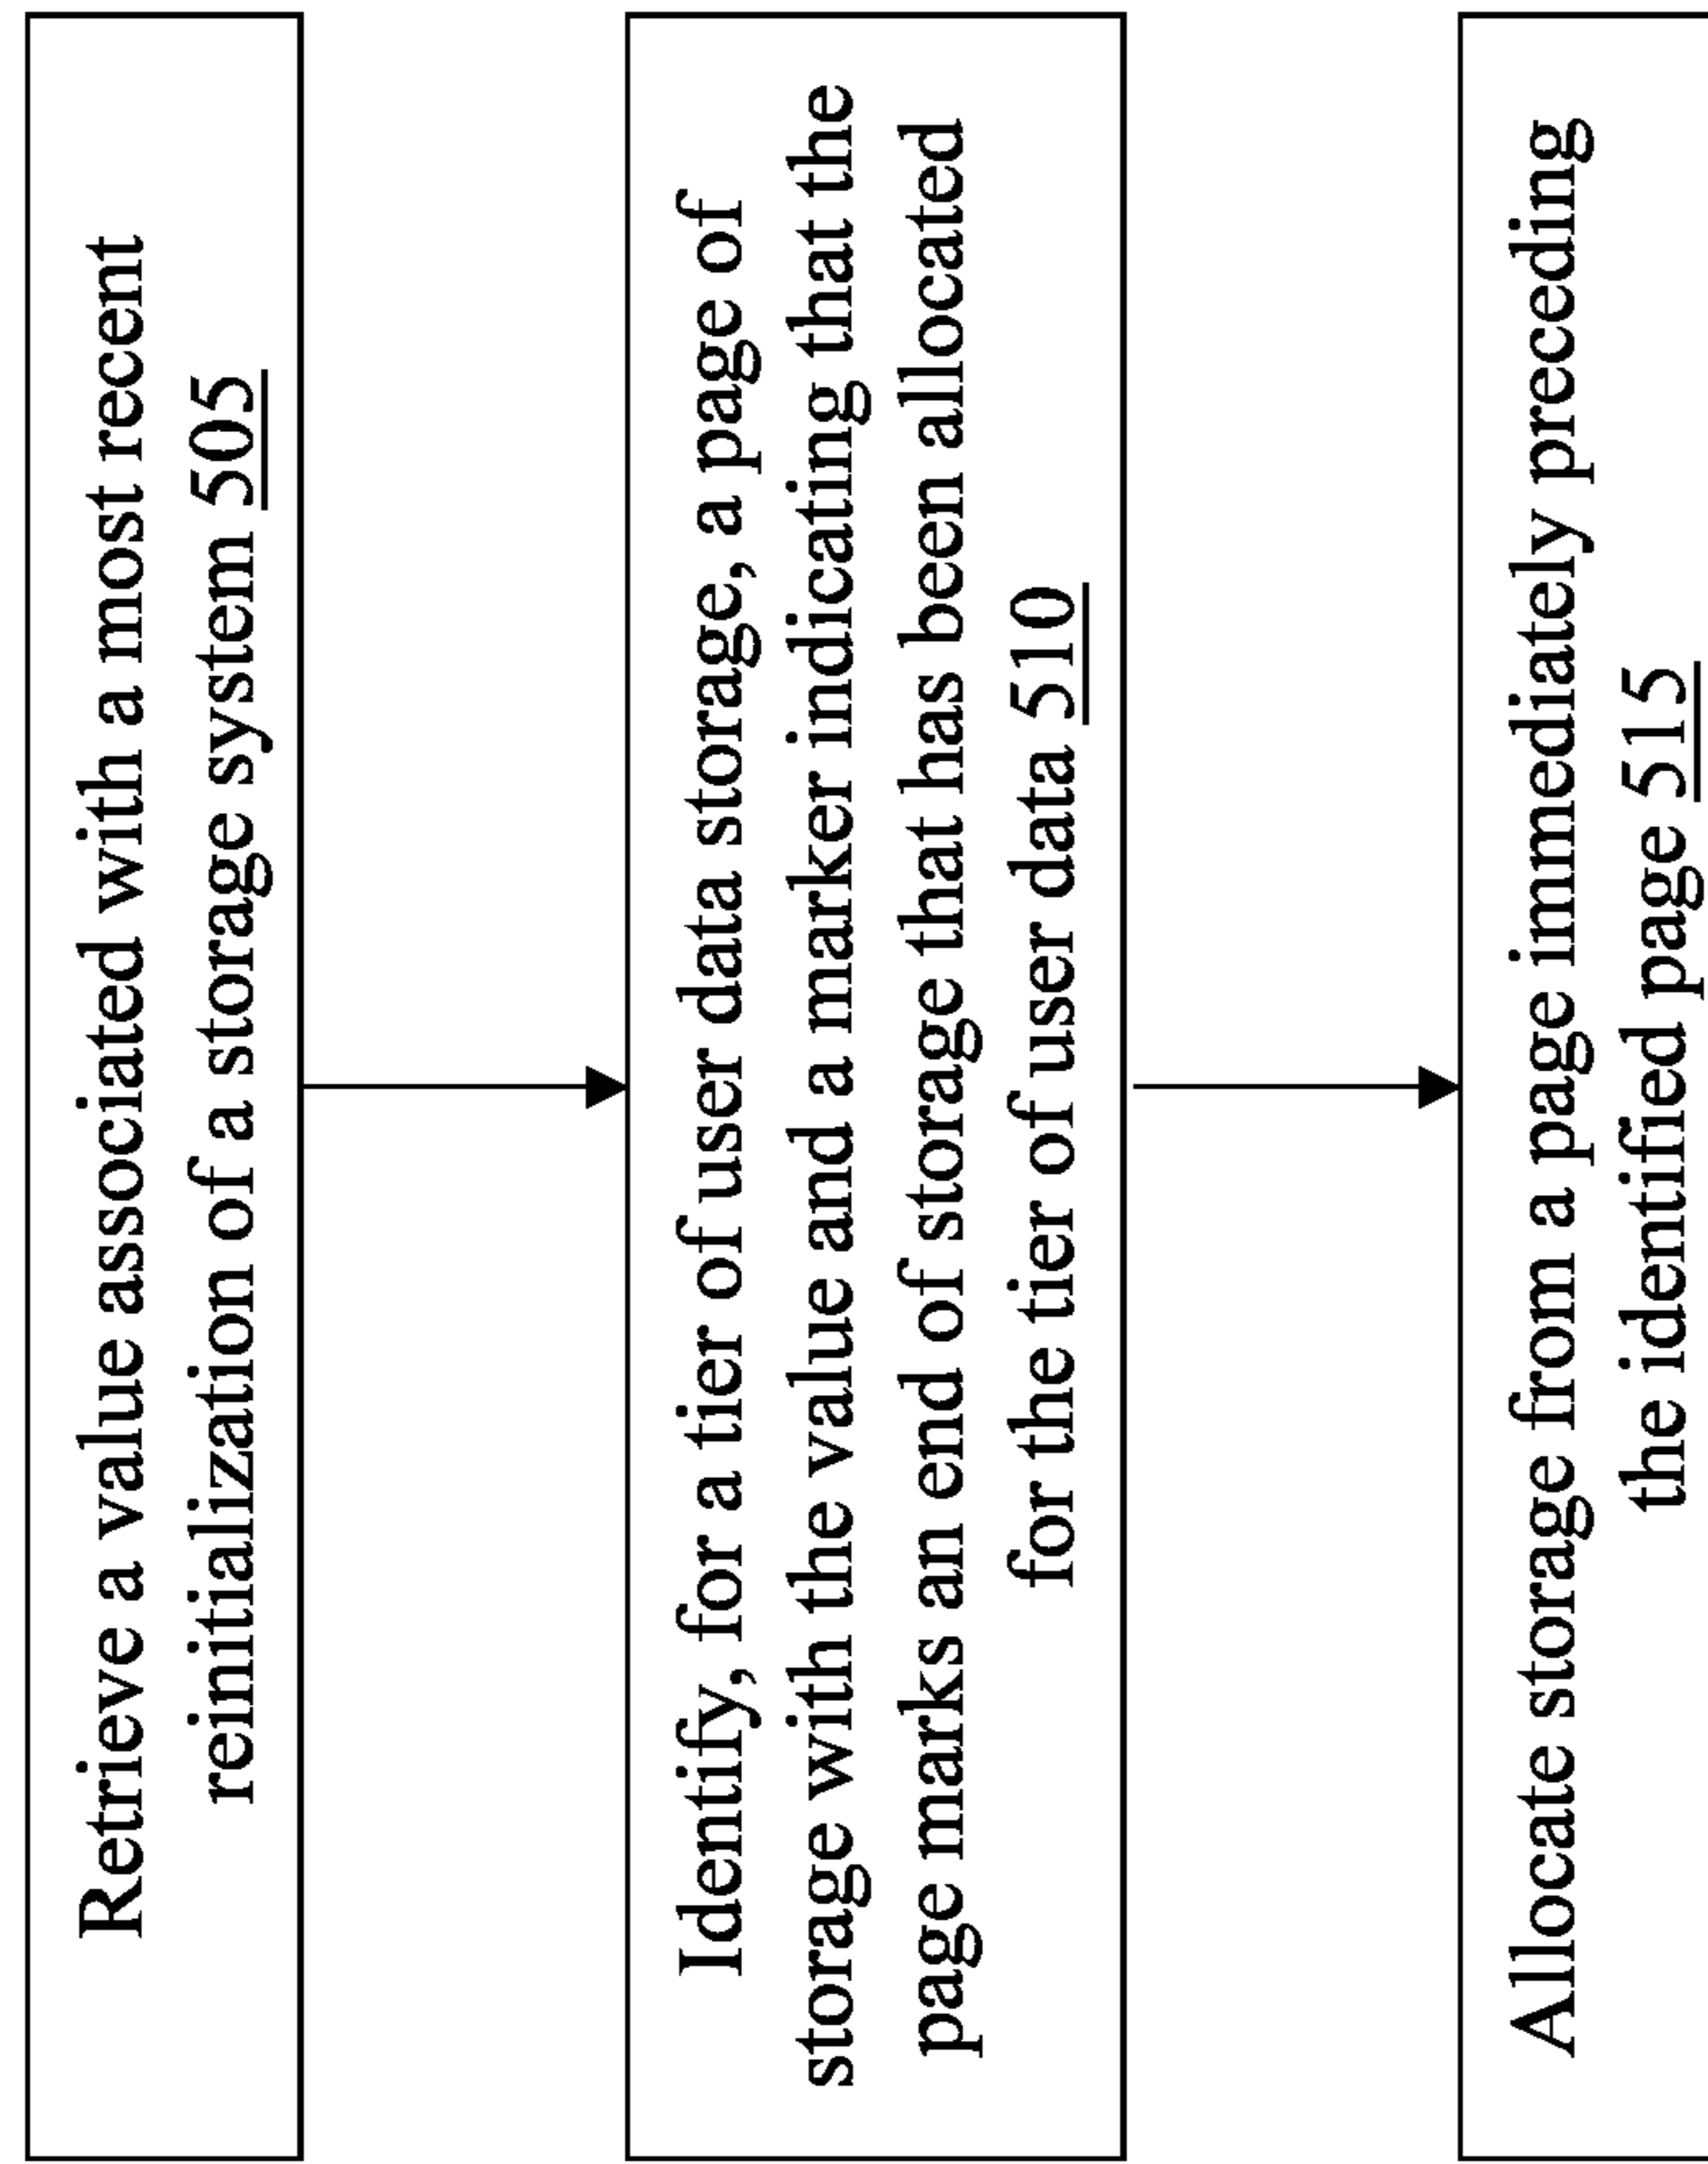 Retrieve a value associated with a most recent
reinitialization of a storage system 505
Identify, for a tier of user data storage, a page of
storage with the value and a marker indicating that the
page marks an end of storage that has been allocated
for the tier of user data 510
Allocate storage from a page immediately preceding
the identified page 515